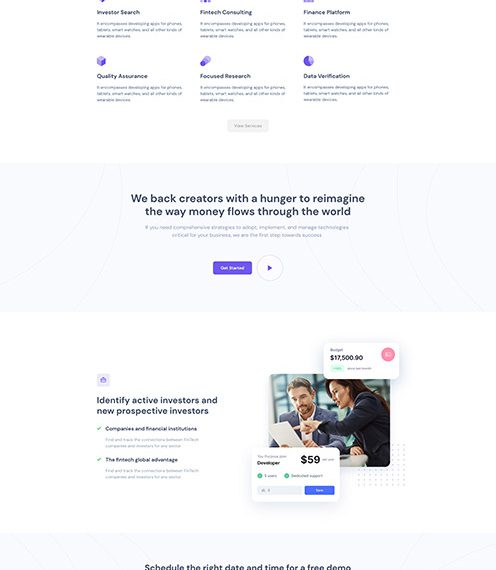 Investor Search
Fintech Consulting
Finance Platform
It encompasses developing apps for phones,
tablets, smart watches, and all other kinds of
wearable devices.
It encompasses developing apps for phones,
tablets, smart watches, and all other kinds of
wearable devices.
It encompasses developing apps for phones,
tablets, smart watches, and all other kinds of
wearable devices.
Quality Assurance
Focused Research
Data Verification
It encompasses developing apps for phones,
tablets, smart watches, and all other kinds of
wearable devices.
It encompasses developing apps for phones,
tablets, smart watches, and all other kinds of
wearable devices.
It encompasses developing apps for phones,
tablets, smart watches, and all other kinds of
wearable devices.
View Services
We back creators with a hunger to reimagine
the way money flows through the world
If you need comprehensive strategies to adopt, implement, and manage technologies
critical for your business, we are the first step towards success
Get Started
Identify active investors and
new prospective investors
Companies and financial institutions
Find and track the connections between FinTech
companies and investors for any sector
The fintech global advantage
Find and track the connections between FinTech
companies and investors for any sector
Budget
$17,500.90
Developer
$59
5 users
Dedicated support
4
Save
Schedule the right date and time for a free demo